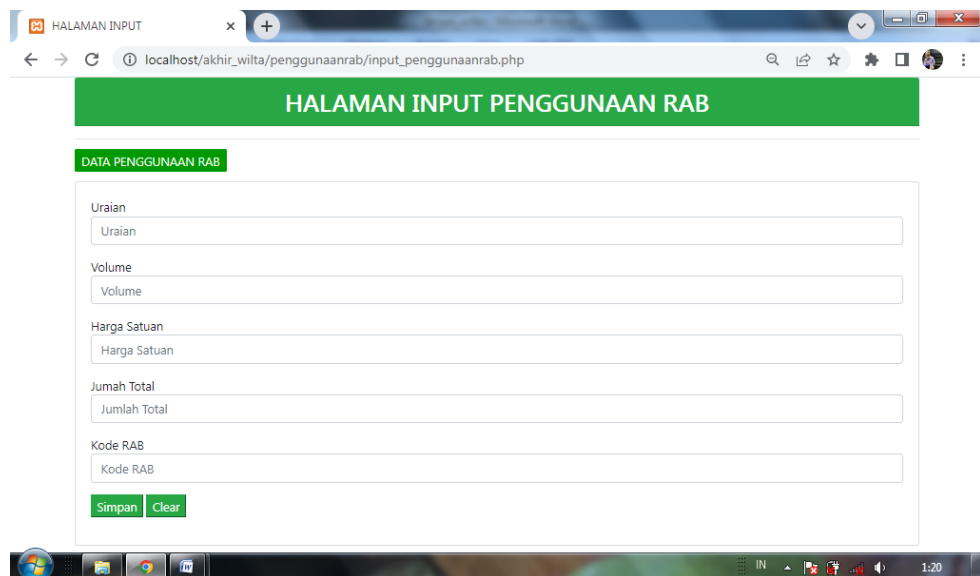 HALAMAN INPUT
localhost/akhir_wilta/penggunaanrab/input_penggunaanrab.php
HALAMAN INPUT PENGGUNAAN RAB
DATA PENGGUNAAN RAB
Uraian
Uraian
Volume
Volume
Harga Satuan
Harga Satuan
Jumah Total
Jumlah Total
Kode RAB
Kode RAB
Simpan Clear
IN 1:20